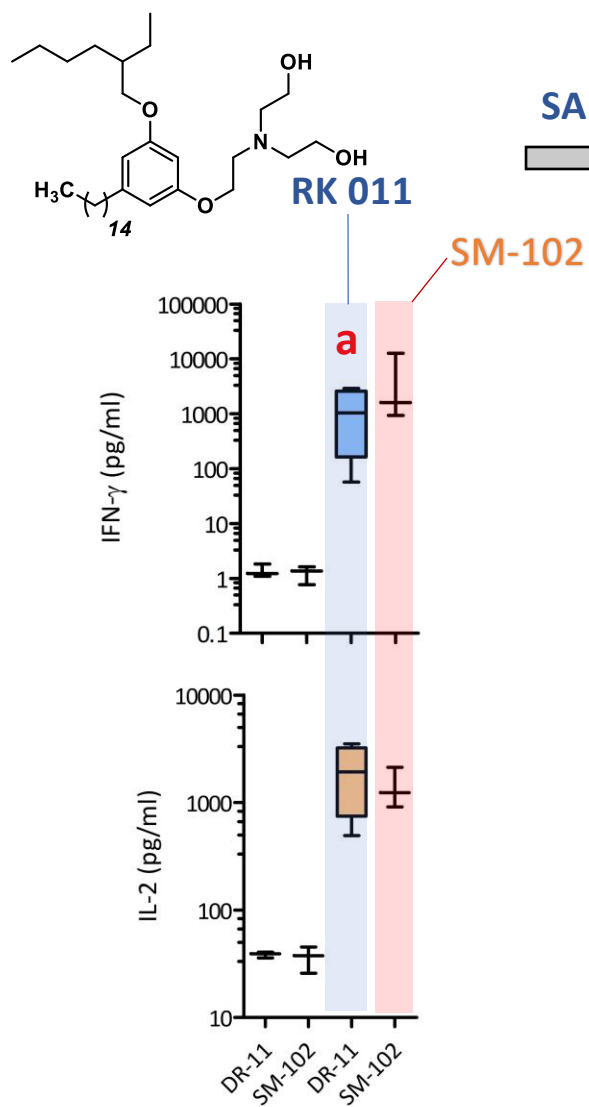 OH
N
OH
O
O
H₃C
14
RK 011
SA
SM-102
a
IFN-γ (pg/ml)
100000
10000
1000
100
10
1
0.1
IL-2 (pg/ml)
10000
1000
100
10
DR-11
SM-102
DR-11
SM-102